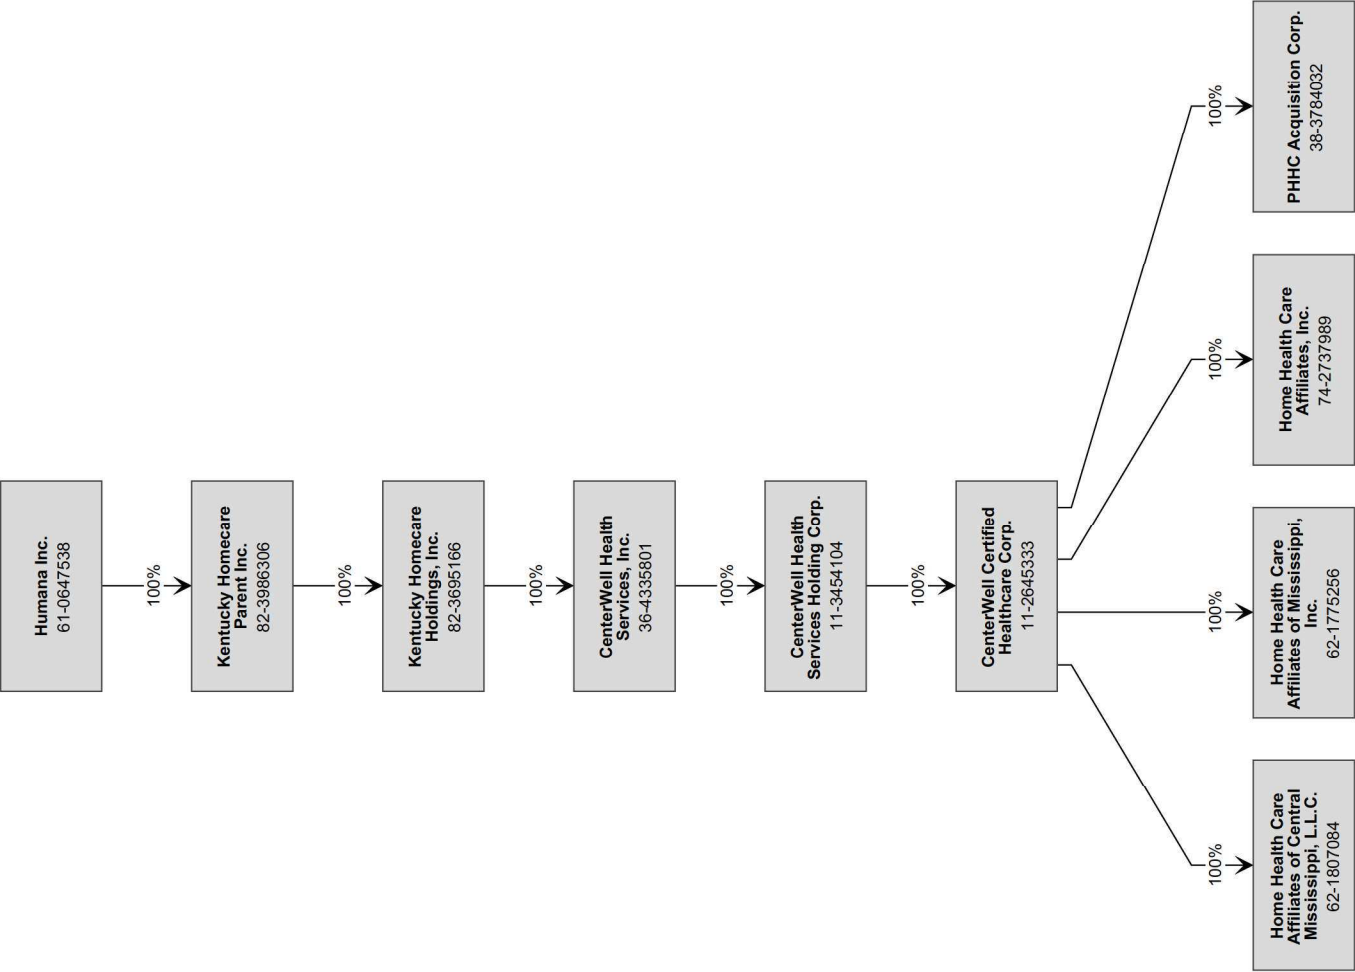 Humana Inc.
61-0647538
100%
Kentucky Homecare
Parent Inc.
82-3986306
100%
Kentucky Homecare
Holdings, Inc.
82-3695166
100%
CenterWell Health
Services, Inc.
36-4335801
100%
CenterWell Health
Services Holding Corp.
11-3454104
100%
CenterWell Certified
Healthcare Corp.
11-2645333
100%
100%
100%
100%
Home Health Care
Affiliates of Central
Mississippi, L.L.C.
62-1807084
Home Health Care
Affiliates of Mississippi,
Inc.
62-1775256
Home Health Care
Affiliates, Inc.
74-2737989
PHHC Acquisition Corp.
38-3784032